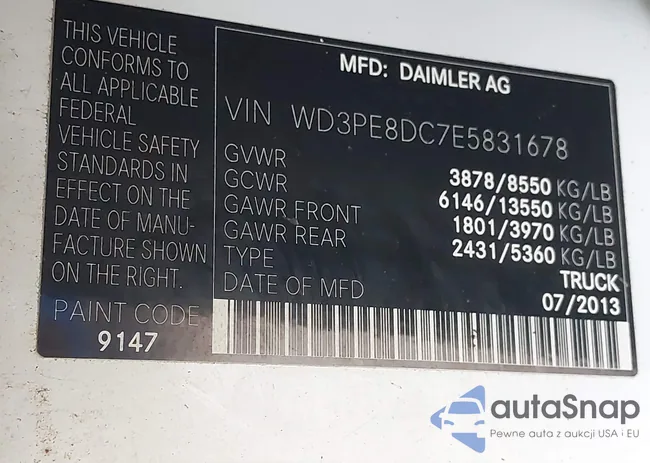 THIS VEHICLE
CONFORMS TO
ALL APPLICABLE
FEDERAL
VEHICLE SAFETY
STANDARDS IN
EFFECT ON THE
DATE OF MANU-
FACTURE SHOWN
ON THE RIGHT.
PAINT CODE
9147
MFD: DAIMLER AG
VIN WD3PE8DC7E5831678
GVWR 3878/8550 KG/LB
GCWR 6146/13550 KG/LB
GAWR FRONT 1801/3970 KG/LB
GAWR REAR 2431/5360 KG/LB
TYPE TRUCK
DATE OF MFD 07/2013
autaSnap
Pewne auta z aukcji USA i EU